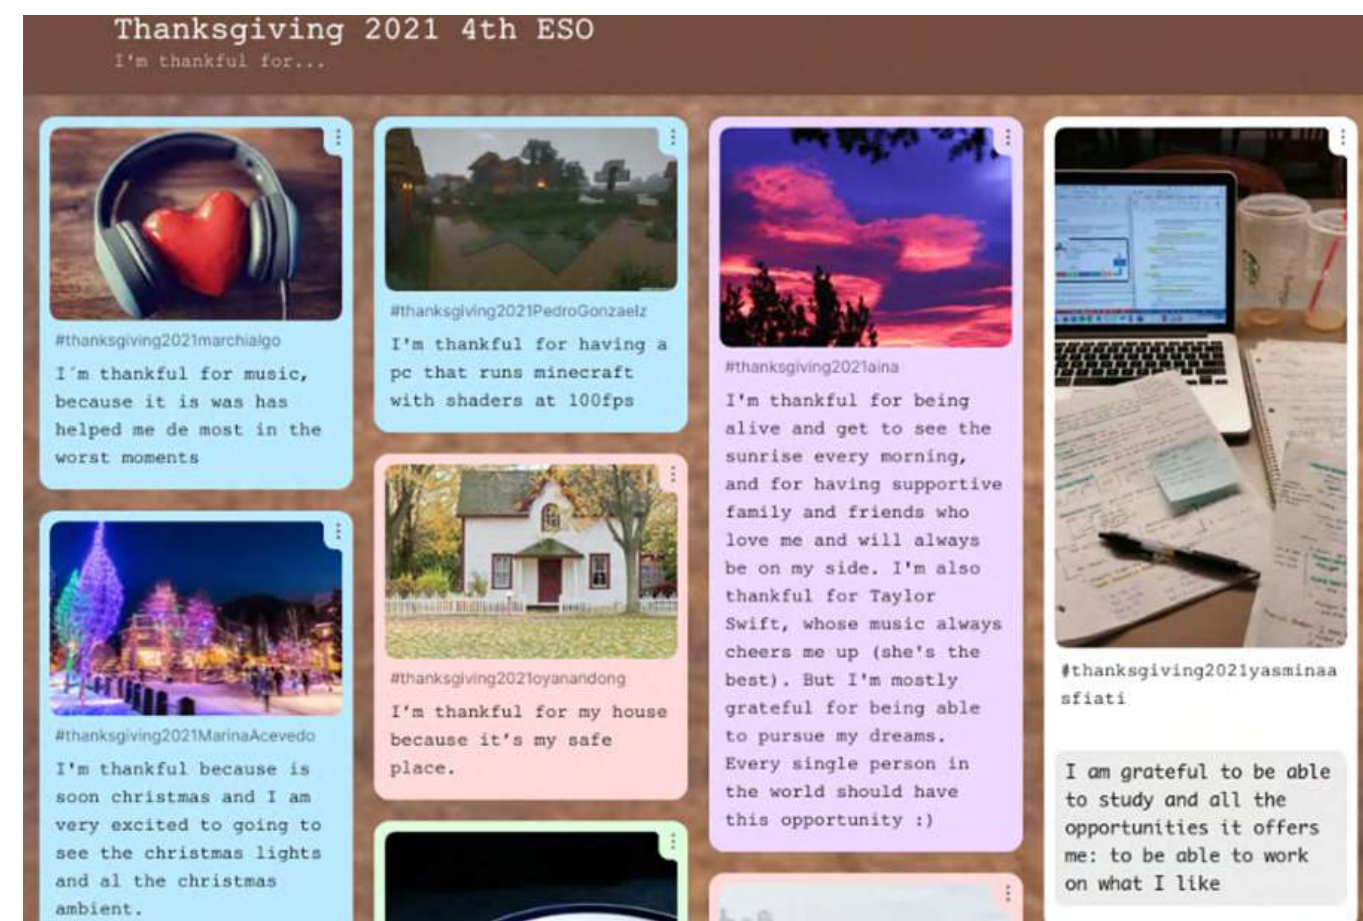 Thanksgiving 2021 4th ESO
I'm thankful for...
#thanksgiving2021marchialgo
I´m thankful for music,
because it is was has
helped me de most in the
worst moments
#thanksgiving2021MarinaAcevedo
I'm thankful because is
soon christmas and I am
very excited to going to
see the christmas lights
and al the christmas
ambient.
#thanksgiving2021PedroGonzaelz
I'm thankful for having a
pc that runs minecraft
with shaders at 100fps
#thanksgiving2021oyanandong
I’m thankful for my house
because it’s my safe
place.
#thanksgiving2021aina
I'm thankful for being
alive and get to see the
sunrise every morning,
and for having supportive
family and friends who
love me and will always
be on my side. I'm also
thankful for Taylor
Swift, whose music always
cheers me up (she's the
best). But I'm mostly
grateful for being able
to pursue my dreams.
Every single person in
the world should have
this opportunity :)
#thanksgiving2021yasminaa
sfiati
I am grateful to be able
to study and all the
opportunities it offers
me: to be able to work
on what I like